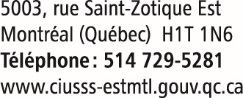 5003, rue Saint-Zotique Est
Montréal (Québec)  H1T 1N6
Téléphone : 514 729-5281
www.ciusss-estmtl.gouv.qc.ca